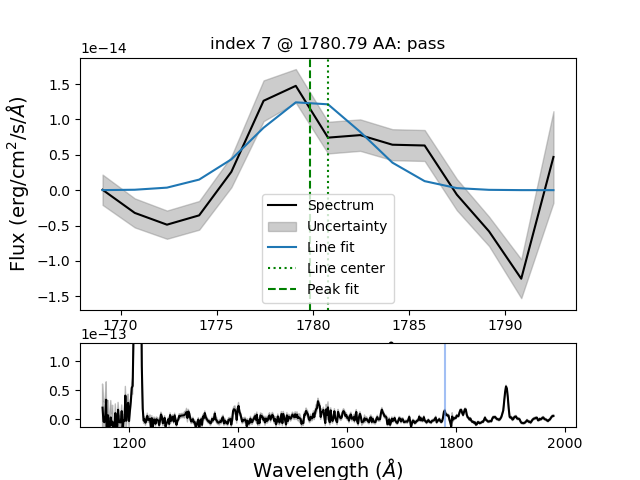 index 7 @ 1780.79 AA: pass
1e−14
1.5
1.0
0.5
0.0
−0.5
−1.0
−1.5
Flux (erg/cm²/s/Å)
Spectrum
Uncertainty
Line fit
Line center
Peak fit
1770
1775
1780
1785
1790
1e−13
1.0
0.5
0.0
1200
1400
1600
1800
2000
Wavelength (Å)